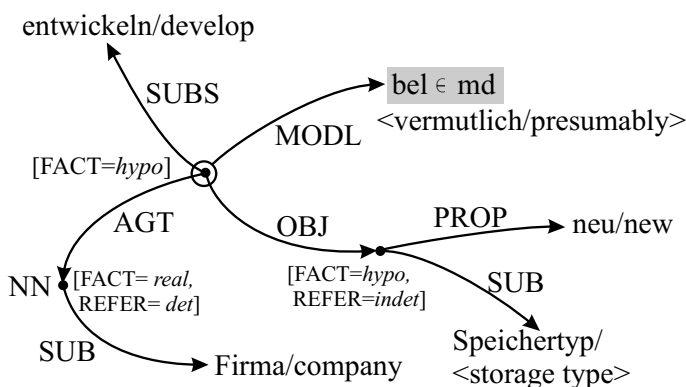 entwickeln/develop
SUBS
bel ∈ md
MODL
<vermutlich/presumably>
[FACT=hypo]
AGT
OBJ
PROP
neu/new
NN
[FACT= real,
REFER= det]
[FACT=hypo,
REFER=indet]
SUB
SUB
Speichertyp/
<storage type>
Firma/company